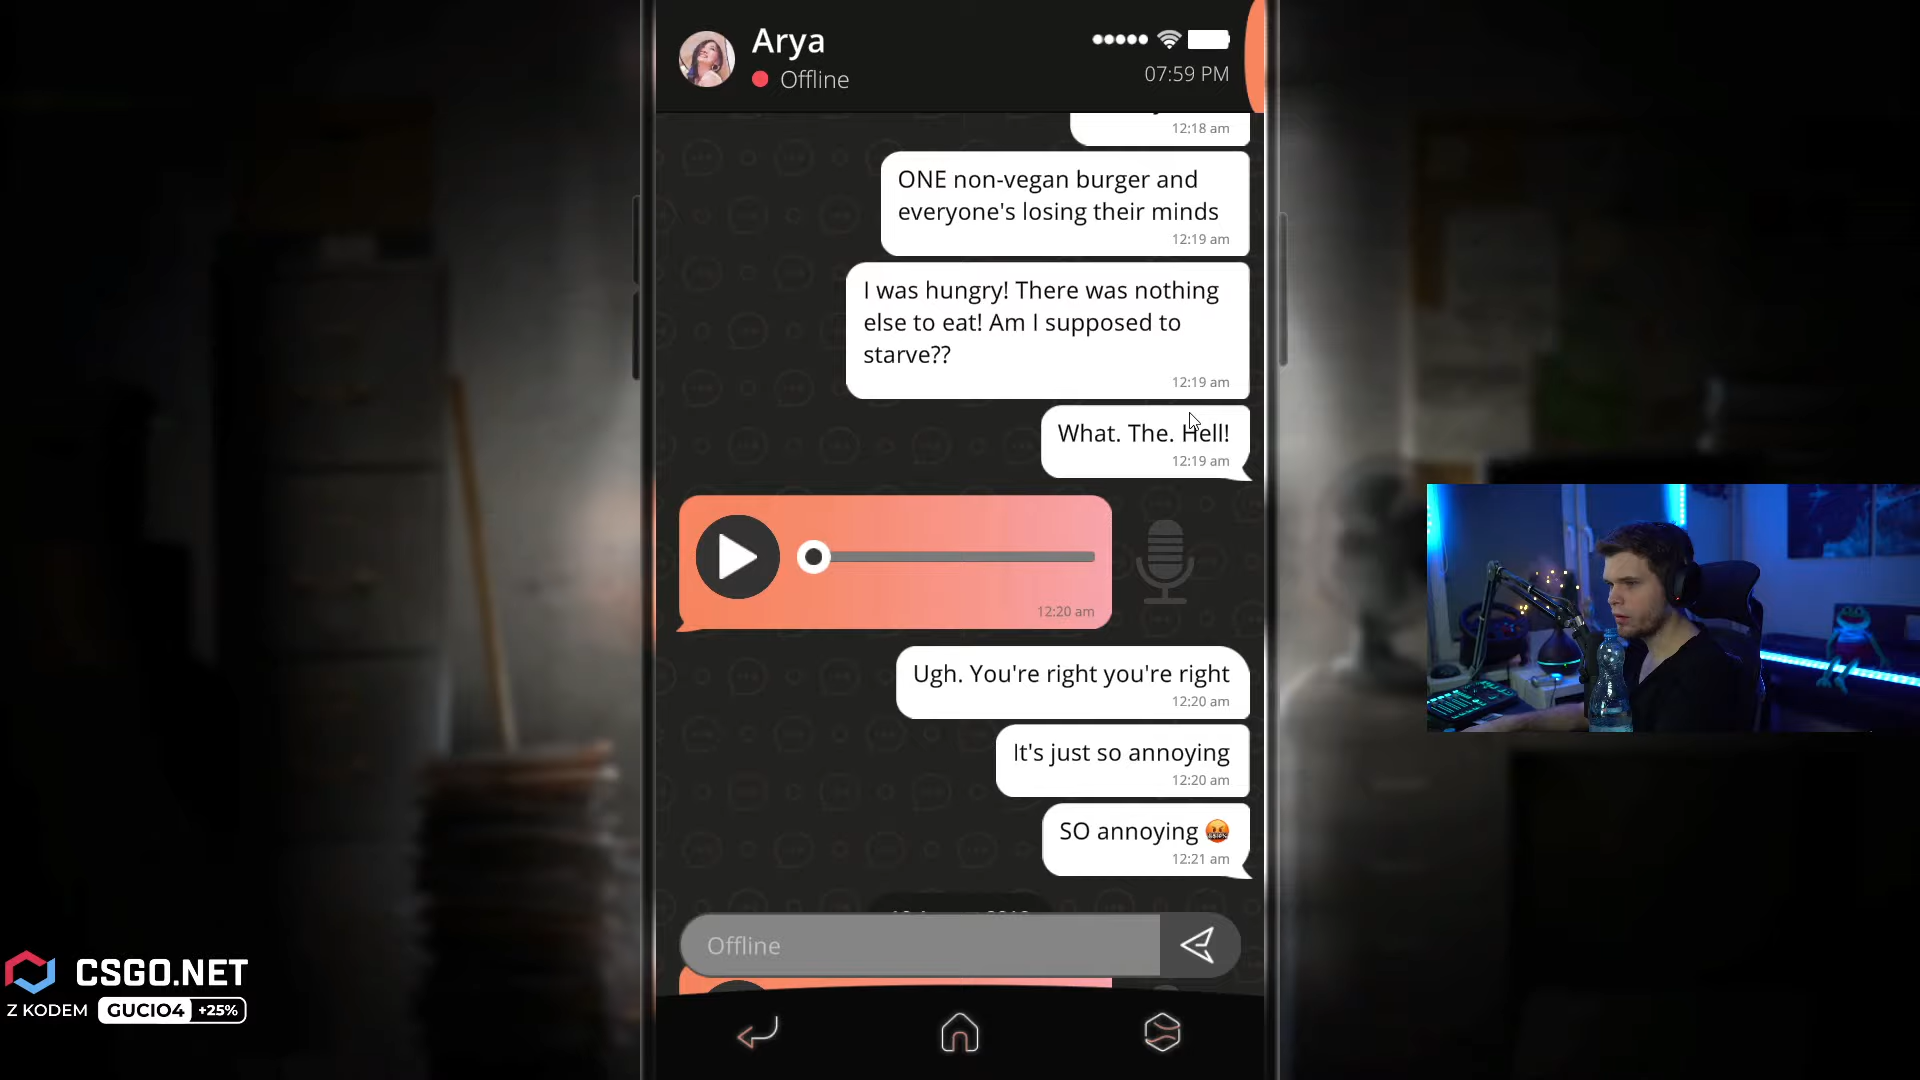 Arya
Offline
07:59 PM
12:18 am
ONE non-vegan burger and
everyone's losing their minds
12:19 am
I was hungry! There was nothing
else to eat! Am I supposed to
starve??
12:19 am
What. The. Hell!
12:19 am
12:20 am
Ugh. You're right you're right
12:20 am
It's just so annoying
12:20 am
SO annoying 🤬
12:21 am
Offline
CSGO.NET
Z KODEM GUCIO4 +25%